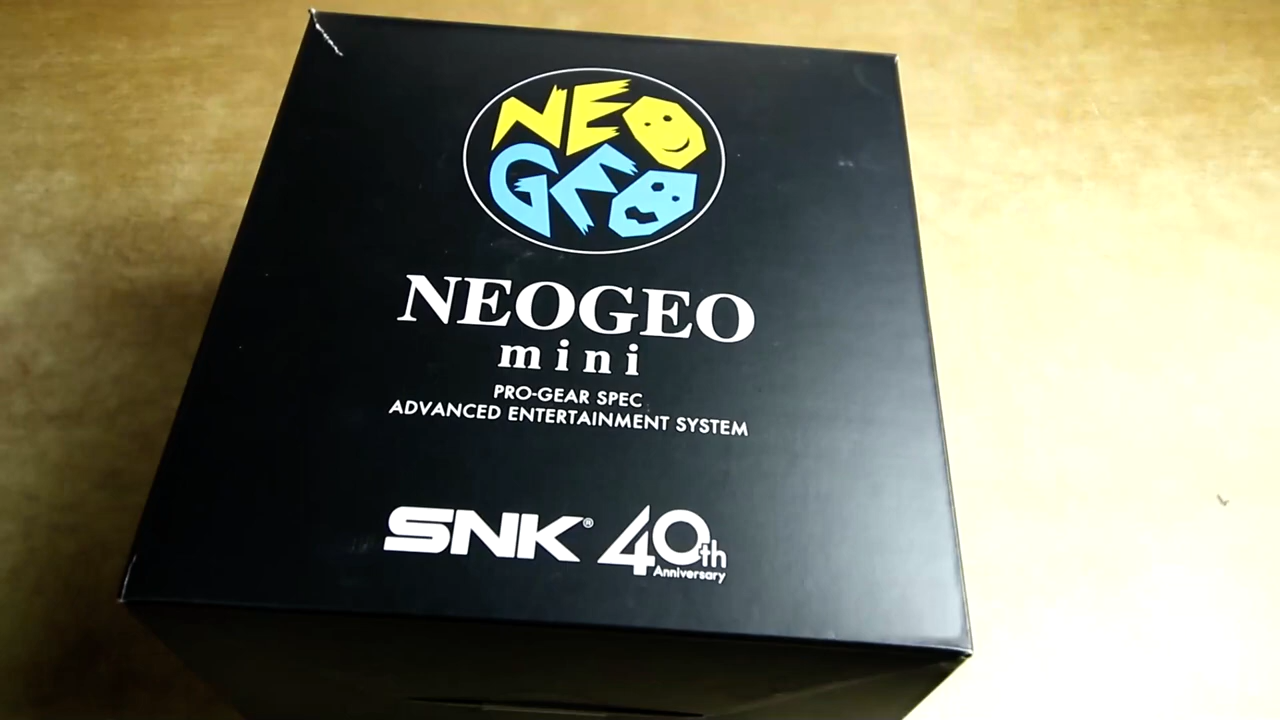 NEO
GEO
NEOGEO
mini
PRO-GEAR SPEC
ADVANCED ENTERTAINMENT SYSTEM
SNK® 40th
Anniversary